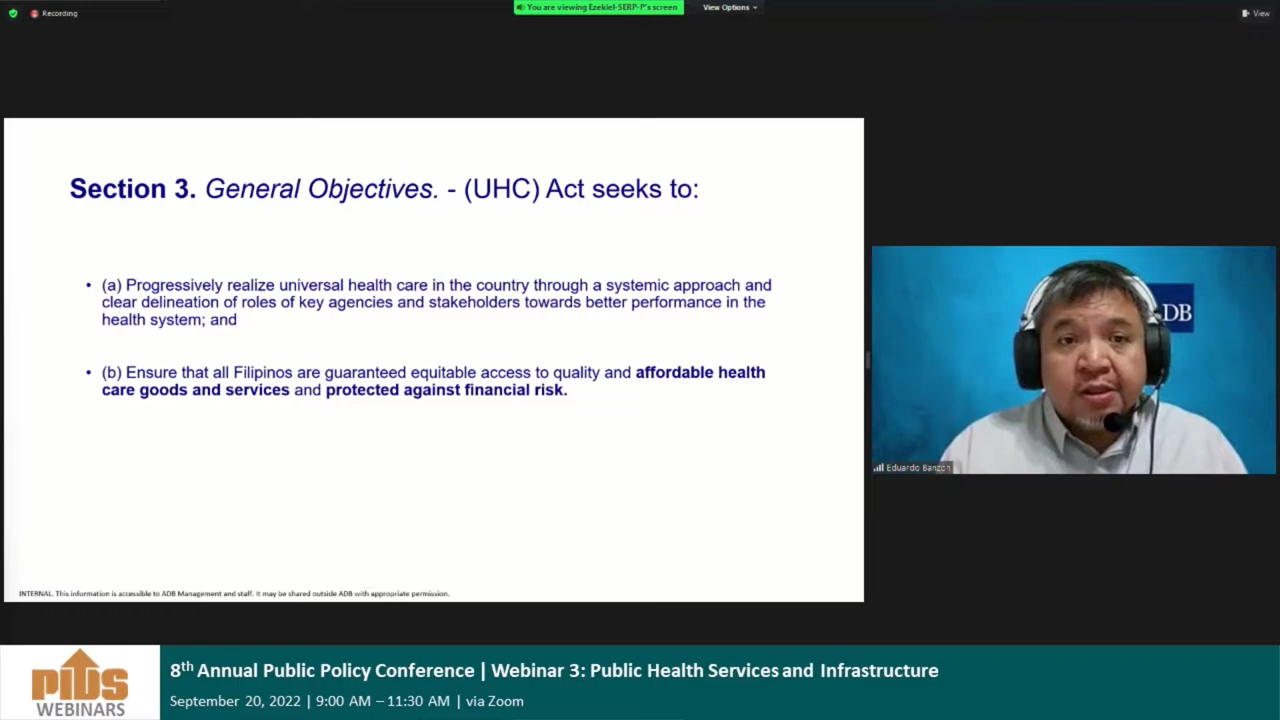 Recording
You are viewing Ezekiel-SERP-P's screen
View Options
View
Section 3. General Objectives. - (UHC) Act seeks to:
• (a) Progressively realize universal health care in the country through a systemic approach and
clear delineation of roles of key agencies and stakeholders towards better performance in the
health system; and
• (b) Ensure that all Filipinos are guaranteed equitable access to quality and affordable health
care goods and services and protected against financial risk.
INTERNAL. This information is accessible to ADB Management and staff. It may be shared outside ADB with appropriate permission.
DB
Eduardo Banzon
PIDS
WEBINARS
8th Annual Public Policy Conference | Webinar 3: Public Health Services and Infrastructure
September 20, 2022 | 9:00 AM – 11:30 AM | via Zoom